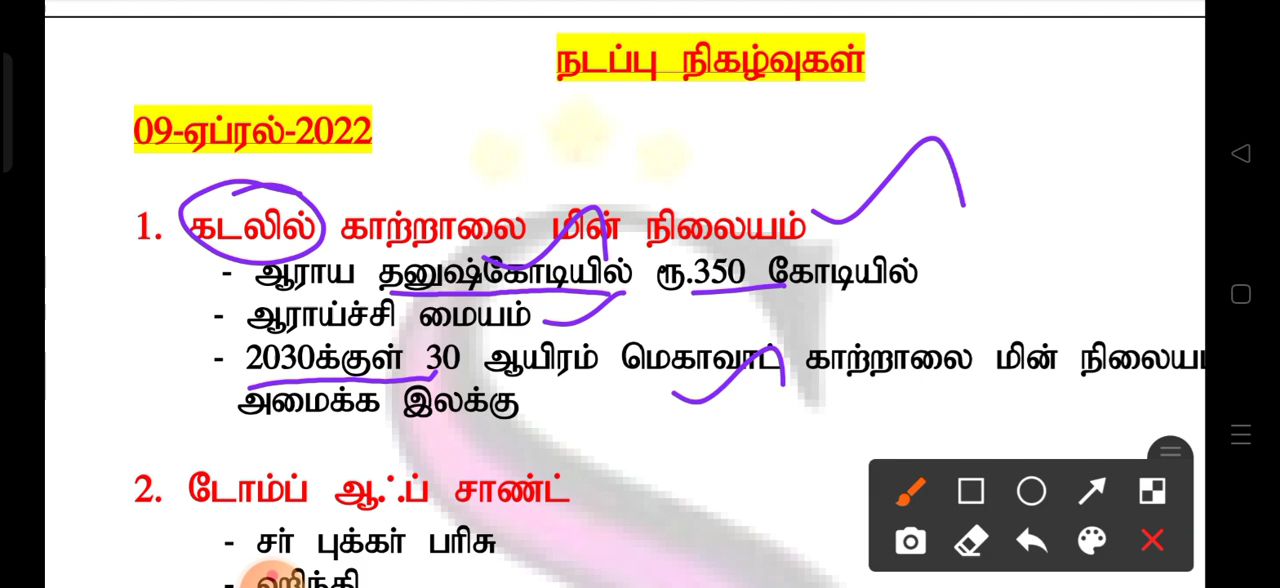 நடப்பு நிகழ்வுகள்
09-ஏப்ரல்-2022
1. கடலில் காற்றாலை மின் நிலையம்
- ஆராய தனுஷ்கோடியில் ரூ.350 கோடியில்
- ஆராய்ச்சி மையம்
- 2030க்குள் 30 ஆயிரம் மெகாவாட் காற்றாலை மின்
அமைக்க இலக்கு
2. டோம்ப் ஆஃப் சாண்ட்
- சர் புக்கர் பரிசு